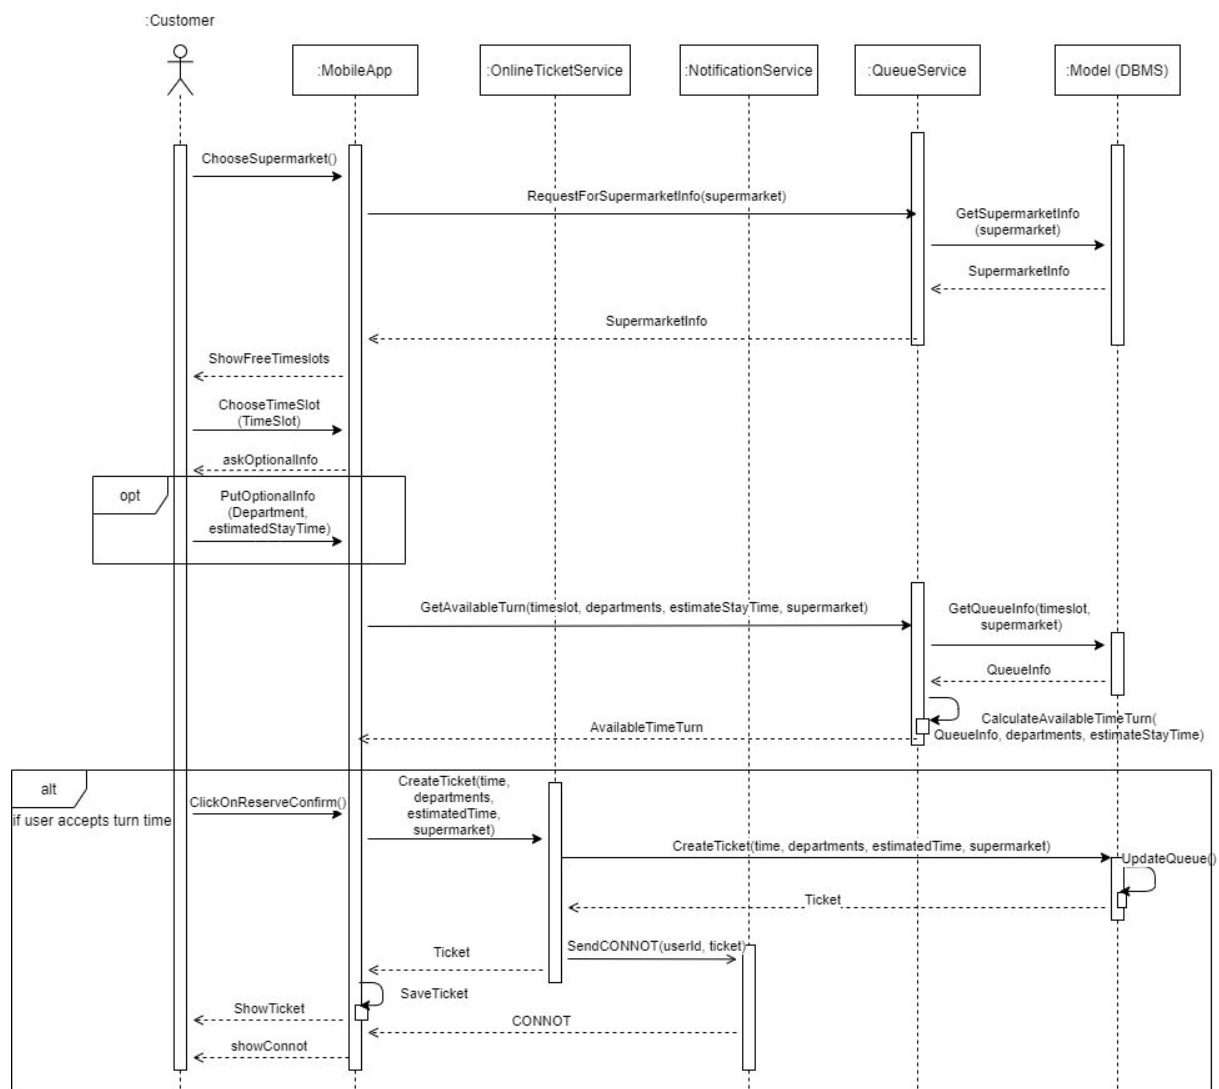 :Customer
:MobileApp
:OnlineTicketService
:NotificationService
:QueueService
:Model (DBMS)
ChooseSupermarket()
RequestForSupermarketInfo(supermarket)
GetSupermarketInfo
(supermarket)
SupermarketInfo
SupermarketInfo
ShowFreeTimeslots
ChooseTimeSlot
(TimeSlot)
askOptionalInfo
opt
PutOptionalInfo
(Department,
estimatedStayTime)
GetAvailableTurn(timeslot, departments, estimateStayTime, supermarket)
GetQueueInfo(timeslot,
supermarket)
QueueInfo
CalculateAvailableTimeTurn(
QueueInfo, departments, estimateStayTime)
AvailableTimeTurn
alt
if user accepts turn time
ClickOnReserveConfirm()
CreateTicket(time,
departments,
estimatedTime,
supermarket)
CreateTicket(time, departments, estimatedTime, supermarket)
UpdateQueue()
Ticket
SendCONNOT(userId, ticket)
Ticket
SaveTicket
ShowTicket
CONNOT
showConnot